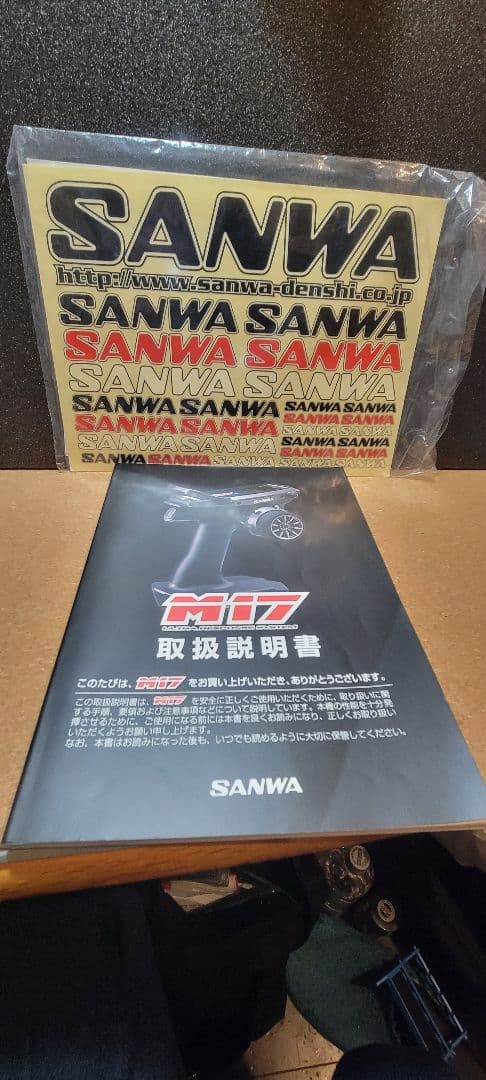 SANWA
http://www.sanwa-denshi.co.jp
SANWA SANWA
SANWA SANWA
SANWA SANWA
SANWA SANWA SANWA SANWA
SANWA SANWA SANWA SANWA
SANWA SANWA
SANWA SANWA SANWA SANWA
SANWA SANWA
SANWA SANWA SANWA SANWA SANWA
SANWA
M17
ULTRA RESPONSE SYSTEM
取扱説明書
このたびは、M17をお買い上げいただき、ありがとうございます。
この取扱説明書は、M17を安全に正しくご使用いただくために、取り扱いに関
する手順、要領および注意事項などについて説明しています。本機の性能を十分発
揮させるために、ご使用になる前には本書を良くお読みになり、正しくお取り扱い
いただくようお願い申し上げます。
なお、本書はお読みになった後も、いつでも読めるように大切に保管してください。
SANWA